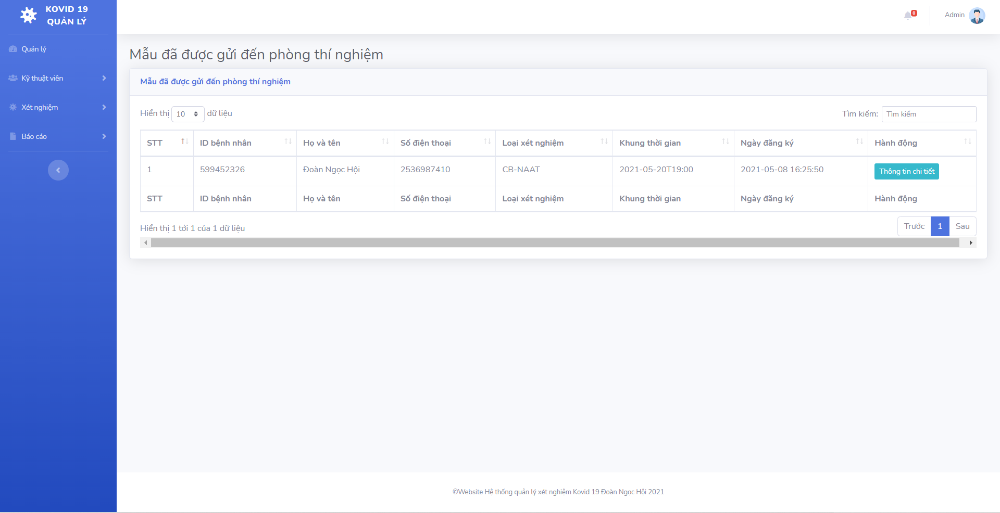 KOVID 19
QUẢN LÝ
0
Admin
Quản lý
Kỹ thuật viên
Xét nghiệm
Báo cáo
Mẫu đã được gửi đến phòng thí nghiệm
Mẫu đã được gửi đến phòng thí nghiệm
Hiển thị 10 dữ liệu
Tìm kiếm: Tìm kiếm
STT ID bệnh nhân Họ và tên Số điện thoại Loại xét nghiệm Khung thời gian Ngày đăng ký Hành động
1 599452326 Đoàn Ngọc Hội 2536987410 CB-NAAT 2021-05-20T19:00 2021-05-08 16:25:50 Thông tin chi tiết
STT ID bệnh nhân Họ và tên Số điện thoại Loại xét nghiệm Khung thời gian Ngày đăng ký Hành động
Hiển thị 1 tới 1 của 1 dữ liệu
Trước 1 Sau
©Website Hệ thống quản lý xét nghiệm Kovid 19 Đoàn Ngọc Hội 2021